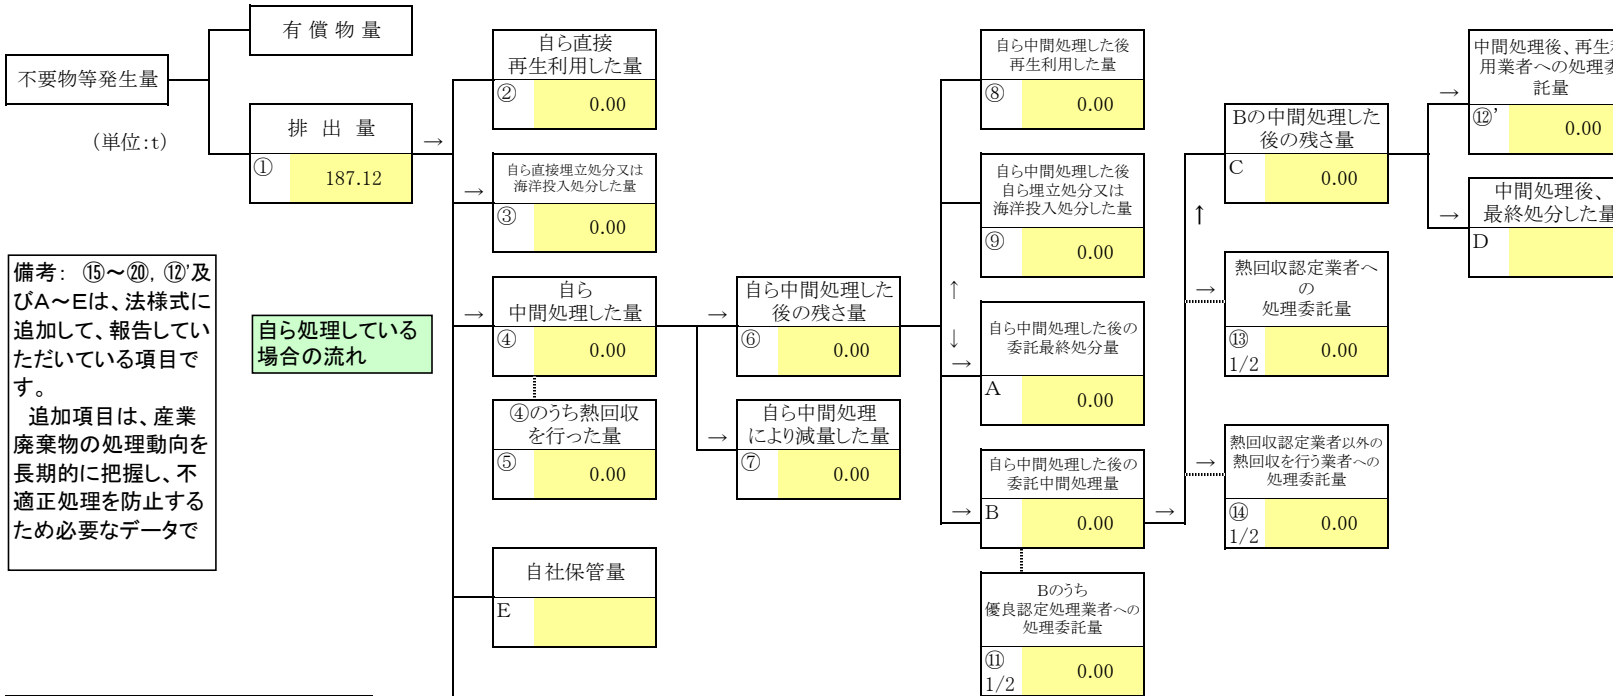 有 償 物 量
不要物等発生量
(単位:t)
排 出 量
→
①
187.12
備考: ⑮～⑳, ⑫'及
びA～Eは、法様式に
追加して、報告してい
ただいている項目で
す。
追加項目は、産業
廃棄物の処理動向を
長期的に把握し、不
適正処理を防止する
ため必要なデータで
自ら処理している
場合の流れ
自ら直接
再生利用した量
②
0.00
→
自ら直接埋立処分又は
海洋投入処分した量
③
0.00
→
自ら
中間処理した量
④
0.00
④のうち熱回収
を行った量
⑤
0.00
自社保管量
E
→
自ら中間処理した
後の残さ量
⑥
0.00
→
自ら中間処理
により減量した量
⑦
0.00
自ら中間処理した後
再生利用した量
⑧
0.00
自ら中間処理した後
自ら埋立処分又は
海洋投入処分した量
⑨
0.00
↑
↓
→
自ら中間処理した後の
委託最終処分量
A
0.00
自ら中間処理した後の
委託中間処理量
→
B
0.00
→
Bのうち
優良認定処理業者への
処理委託量
⑪
1/2
0.00
Bの中間処理した
後の残さ量
C
0.00
↑
→
熱回収認定業者へ
の
処理委託量
⑬
1/2
0.00
→
熱回収認定業者以外の
熱回収を行う業者への
処理委託量
⑭
1/2
0.00
→
中間処理後、再生
用業者への処理委
託量
⑫'
0.00
→
中間処理後、
最終処分した量
D